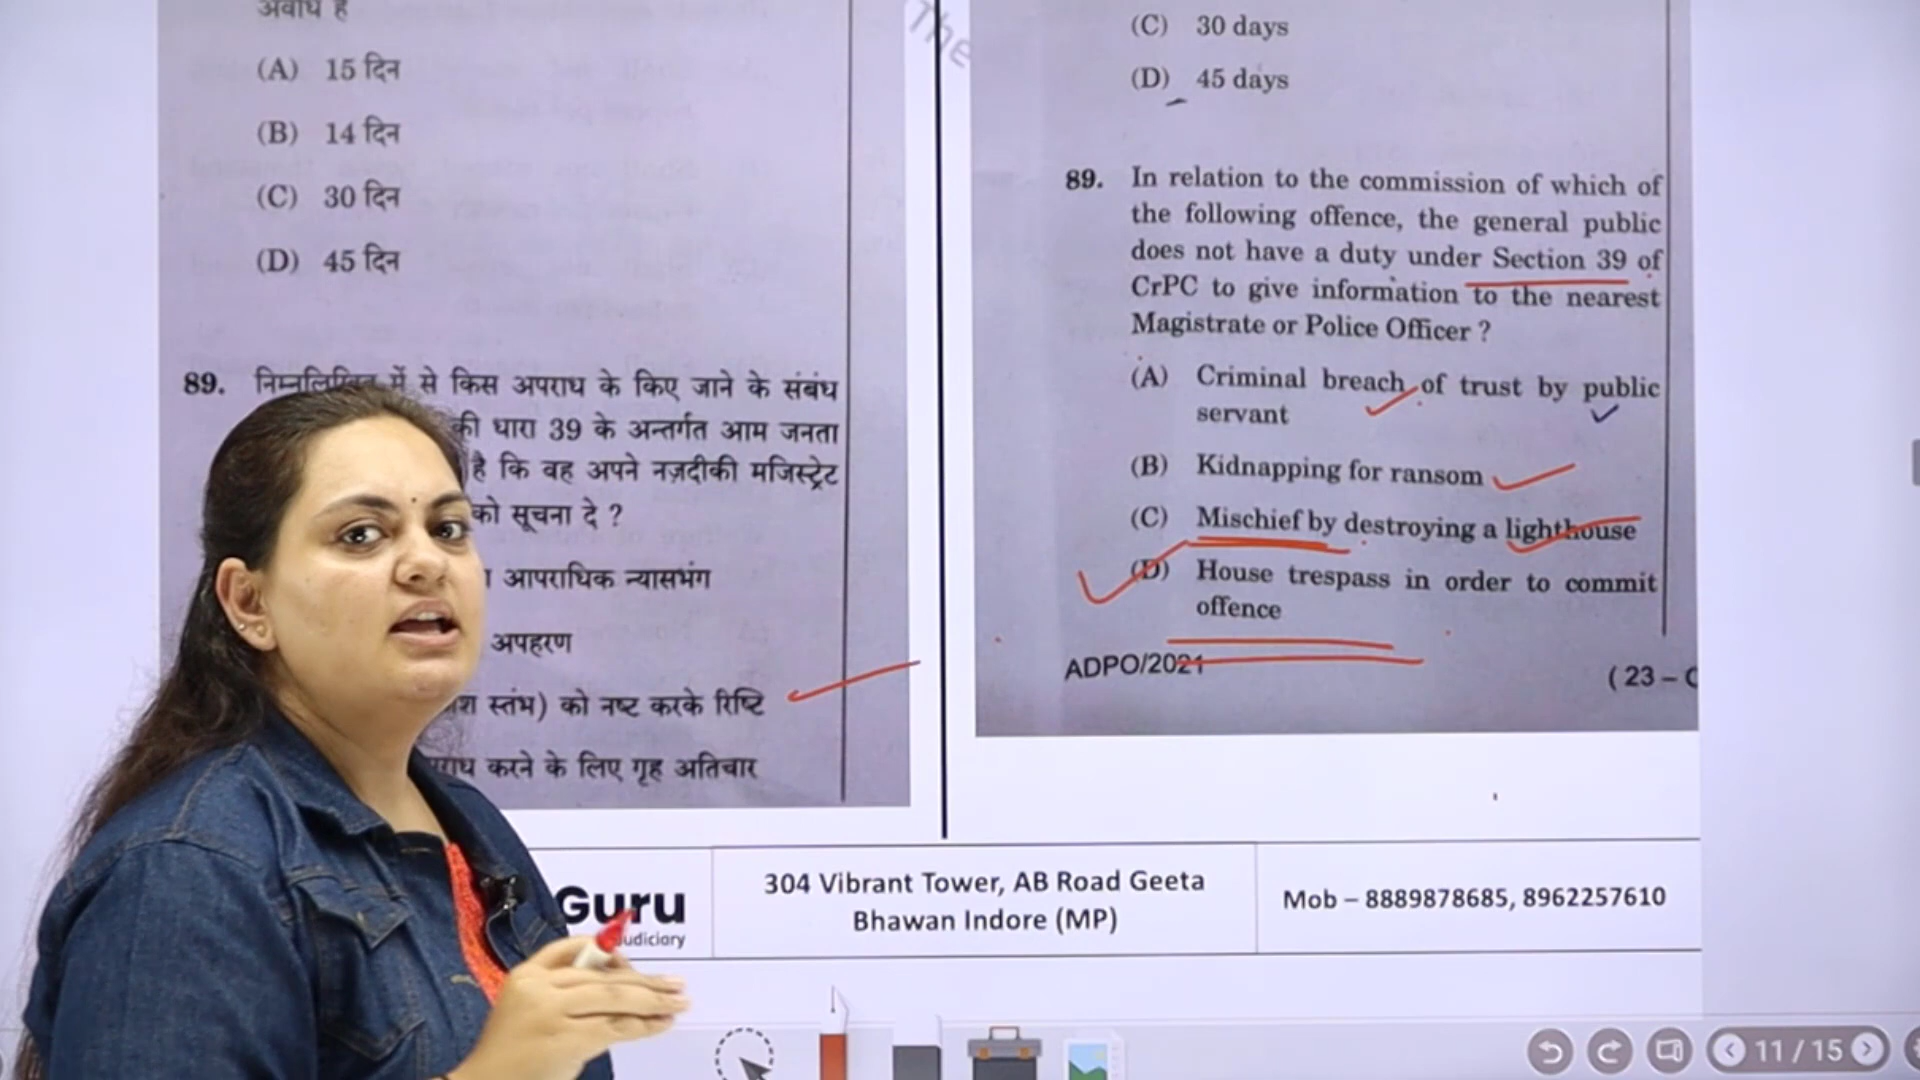 अवधि है
(A) 15 दिन
(B) 14 दिन
(C) 30 दिन
(D) 45 दिन
89. निम्नलिखित में से किस अपराध के किए जाने के संबंध
की धारा 39 के अन्तर्गत आम जनता
है कि वह अपने नज़दीकी मजिस्ट्रेट
को सूचना दे ?
आपराधिक न्यासभंग
अपहरण
स्तंभ) को नष्ट करके रिष्टि
करने के लिए गृह अतिचार
The
(C) 30 days
(D) 45 days
89. In relation to the commission of which of
the following offence, the general public
does not have a duty under Section 39 of
CrPC to give information to the nearest
Magistrate or Police Officer ?
(A) Criminal breach of trust by public
servant
(B) Kidnapping for ransom
(C) Mischief by destroying a lighthouse
(D) House trespass in order to commit
offence
ADPO/2021
( 23 – C
Guru
Judiciary
304 Vibrant Tower, AB Road Geeta
Bhawan Indore (MP)
Mob – 8889878685, 8962257610
11 / 15